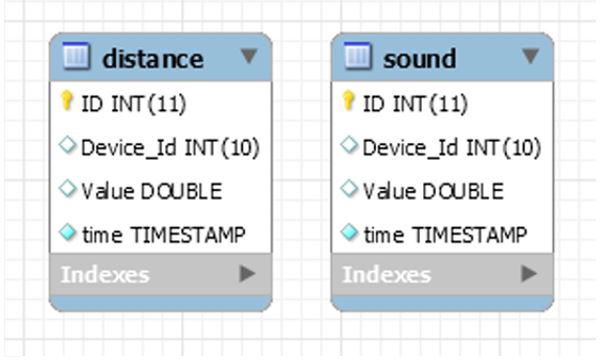 distance
ID INT(11)
Device_Id INT(10)
Value DOUBLE
time TIMESTAMP
Indexes
sound
ID INT(11)
Device_Id INT(10)
Value DOUBLE
time TIMESTAMP
Indexes